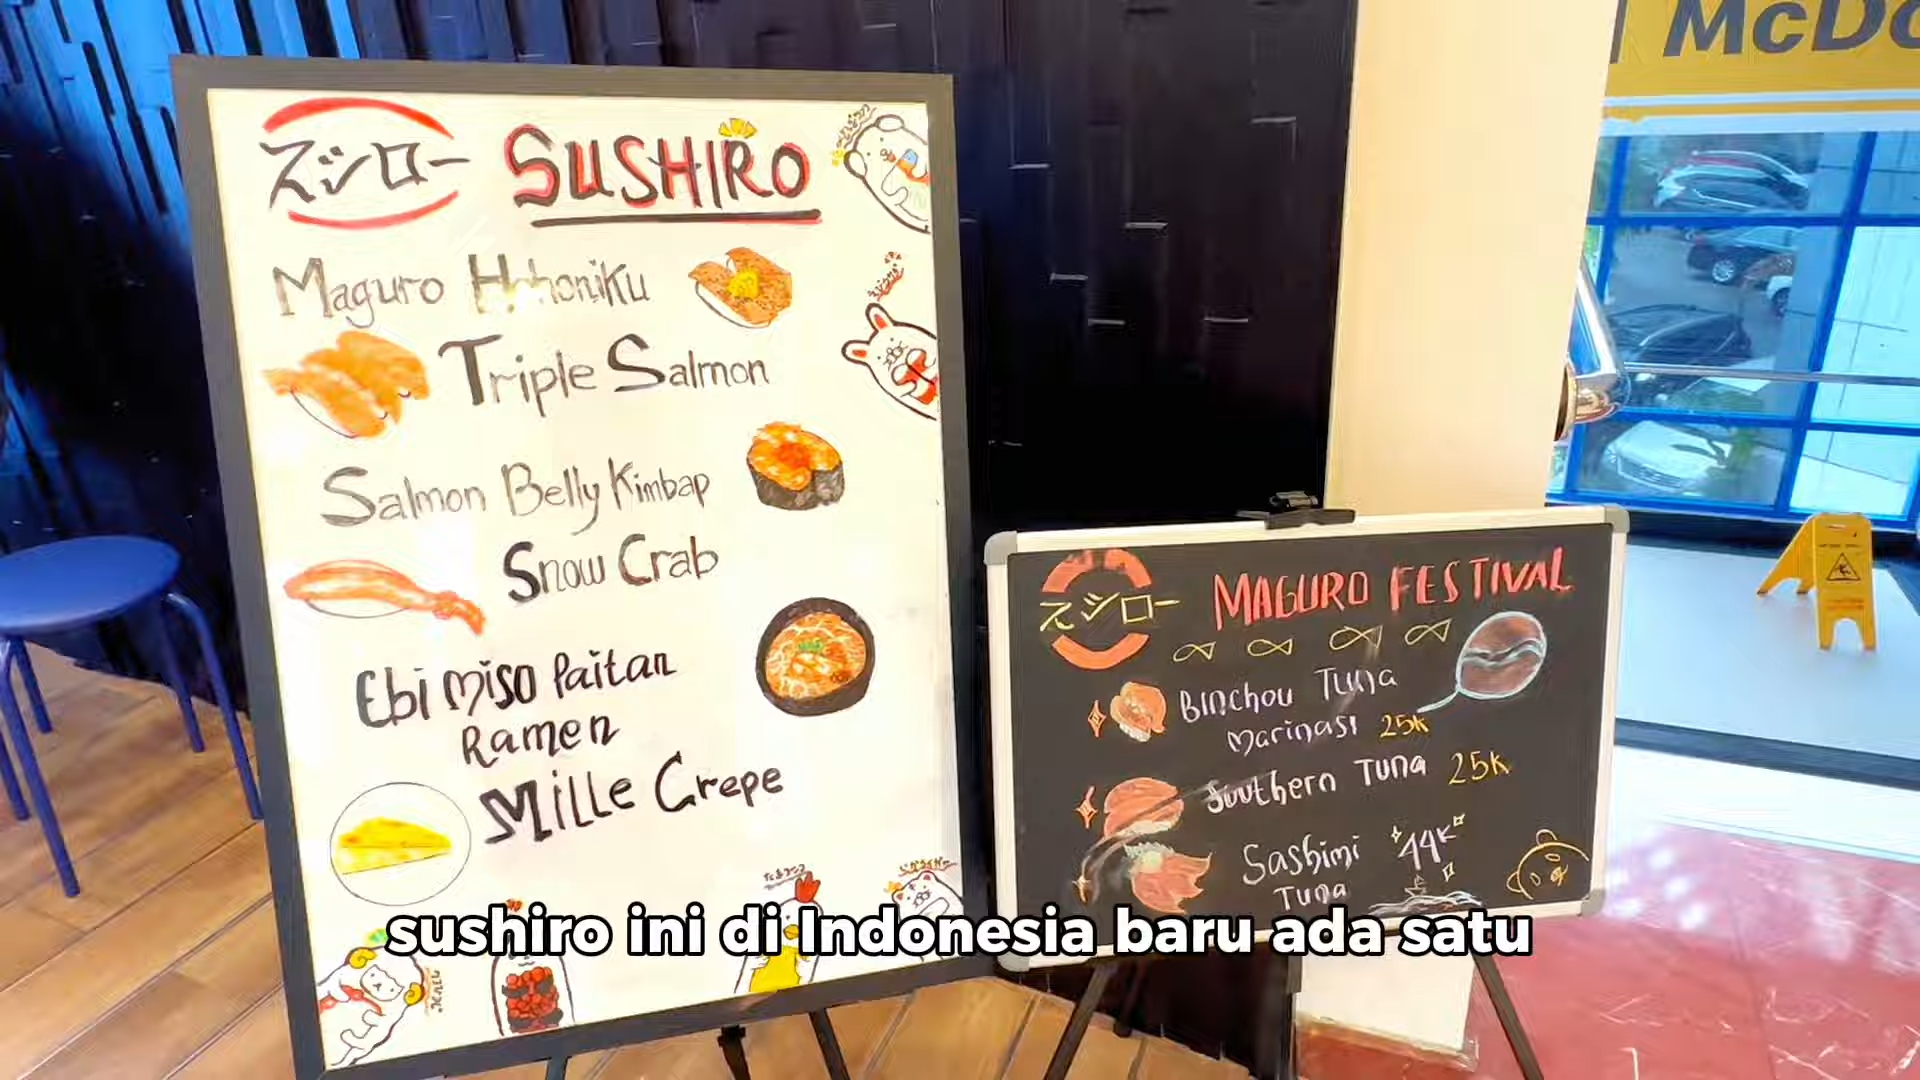 スシロー SUSHIRO
Maguro Hohoniku
Triple Salmon
Salmon Belly Kimbap
Snow Crab
Ebi Miso Paitan
Ramen
Mille Crepe
McDo
スシロー MAGURO FESTIVAL
Binchou Tuna
Marinasi 25K
Southern Tuna 25K
Sashimi 44K
Tuna
sushiro ini di Indonesia baru ada satu